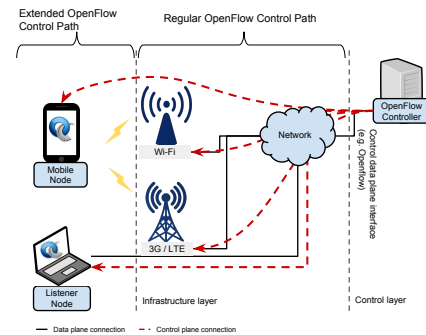 Extended OpenFlow
Control Path
Regular OpenFlow Control Path
OpenFlow
Controller
Network
Wi-Fi
Mobile
Node
Control data plane interface
(e.g. Openflow)
3G / LTE
Listener
Node
Infrastructure layer
Control layer
Data plane connection
Control plane connection